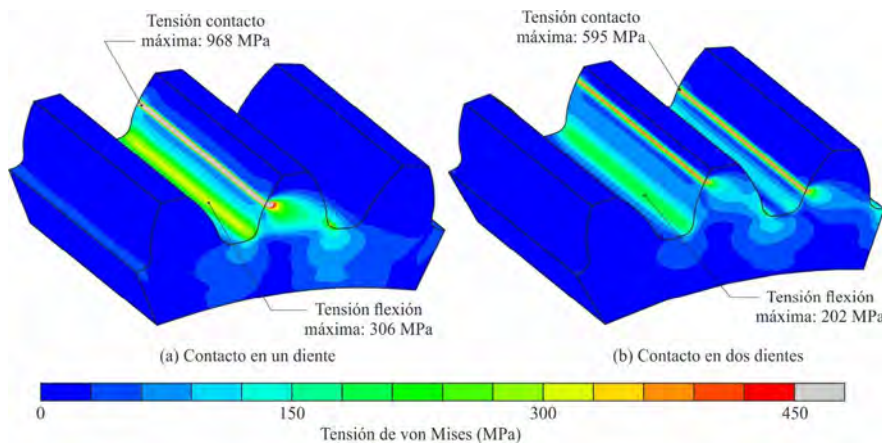 Tensión contacto
máxima: 968 MPa
Tensión contacto
máxima: 595 MPa
Tensión flexión
máxima: 306 MPa
Tensión flexión
máxima: 202 MPa
(a) Contacto en un diente
(b) Contacto en dos dientes
0
150
300
450
Tensión de von Mises (MPa)